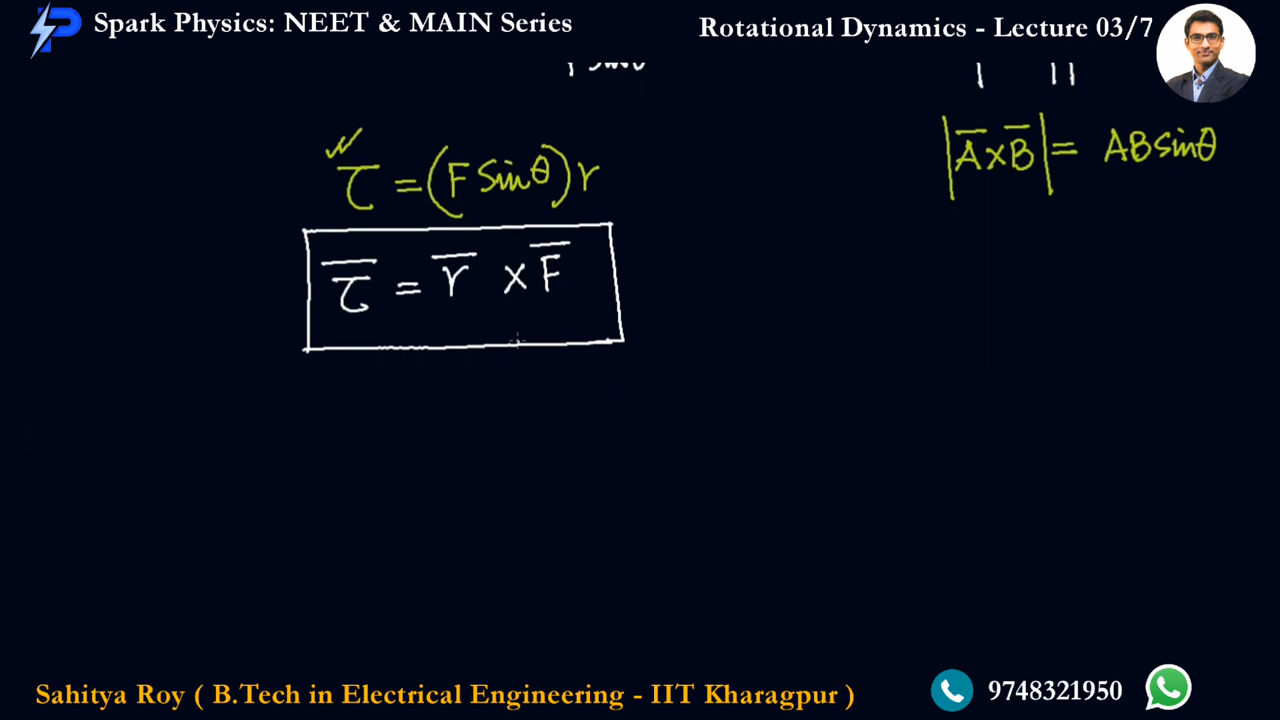 Spark Physics: NEET & MAIN Series
Rotational Dynamics - Lecture 03/7
τ = (F Sinθ) r
|A̅ x B̅| = AB sinθ
τ̅ = r̅ x F̅
Sahitya Roy ( B.Tech in Electrical Engineering - IIT Kharagpur )
9748321950